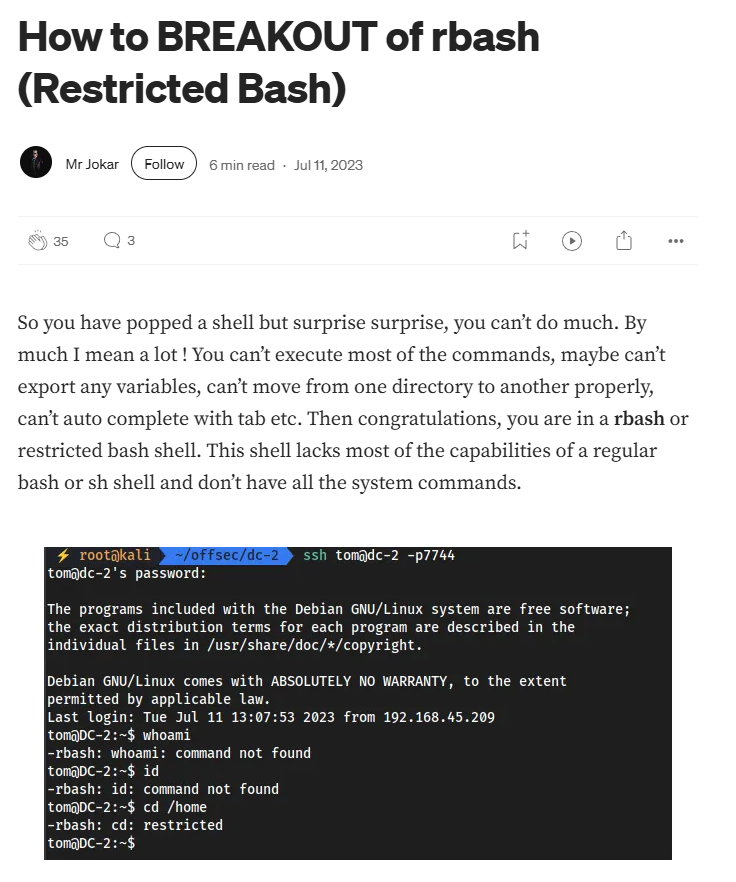 How to BREAKOUT of rbash
(Restricted Bash)
Mr Jokar Follow 6 min read · Jul 11, 2023
35 3
So you have popped a shell but surprise surprise, you can’t do much. By
much I mean a lot ! You can’t execute most of the commands, maybe can’t
export any variables, can’t move from one directory to another properly,
can’t auto complete with tab etc. Then congratulations, you are in a rbash or
restricted bash shell. This shell lacks most of the capabilities of a regular
bash or sh shell and don’t have all the system commands.
root@kali ~/offsec/dc-2 ssh tom@dc-2 -p7744
tom@dc-2's password:
The programs included with the Debian GNU/Linux system are free software;
the exact distribution terms for each program are described in the
individual files in /usr/share/doc/*/copyright.
Debian GNU/Linux comes with ABSOLUTELY NO WARRANTY, to the extent
permitted by applicable law.
Last login: Tue Jul 11 13:07:53 2023 from 192.168.45.209
tom@DC-2:~$ whoami
-rbash: whoami: command not found
tom@DC-2:~$ id
-rbash: id: command not found
tom@DC-2:~$ cd /home
-rbash: cd: restricted
tom@DC-2:~$